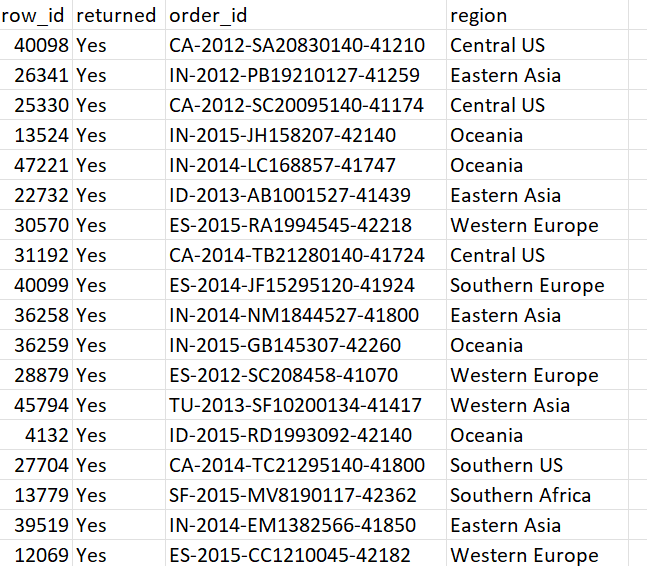 row_id returned order_id region
40098 Yes CA-2012-SA20830140-41210 Central US
26341 Yes IN-2012-PB19210127-41259 Eastern Asia
25330 Yes CA-2012-SC20095140-41174 Central US
13524 Yes IN-2015-JH158207-42140 Oceania
47221 Yes IN-2014-LC168857-41747 Oceania
22732 Yes ID-2013-AB1001527-41439 Eastern Asia
30570 Yes ES-2015-RA1994545-42218 Western Europe
31192 Yes CA-2014-TB21280140-41724 Central US
40099 Yes ES-2014-JF15295120-41924 Southern Europe
36258 Yes IN-2014-NM1844527-41800 Eastern Asia
36259 Yes IN-2015-GB145307-42260 Oceania
28879 Yes ES-2012-SC208458-41070 Western Europe
45794 Yes TU-2013-SF10200134-41417 Western Asia
4132 Yes ID-2015-RD1993092-42140 Oceania
27704 Yes CA-2014-TC21295140-41800 Southern US
13779 Yes SF-2015-MV8190117-42362 Southern Africa
39519 Yes IN-2014-EM1382566-41850 Eastern Asia
12069 Yes ES-2015-CC1210045-42182 Western Europe